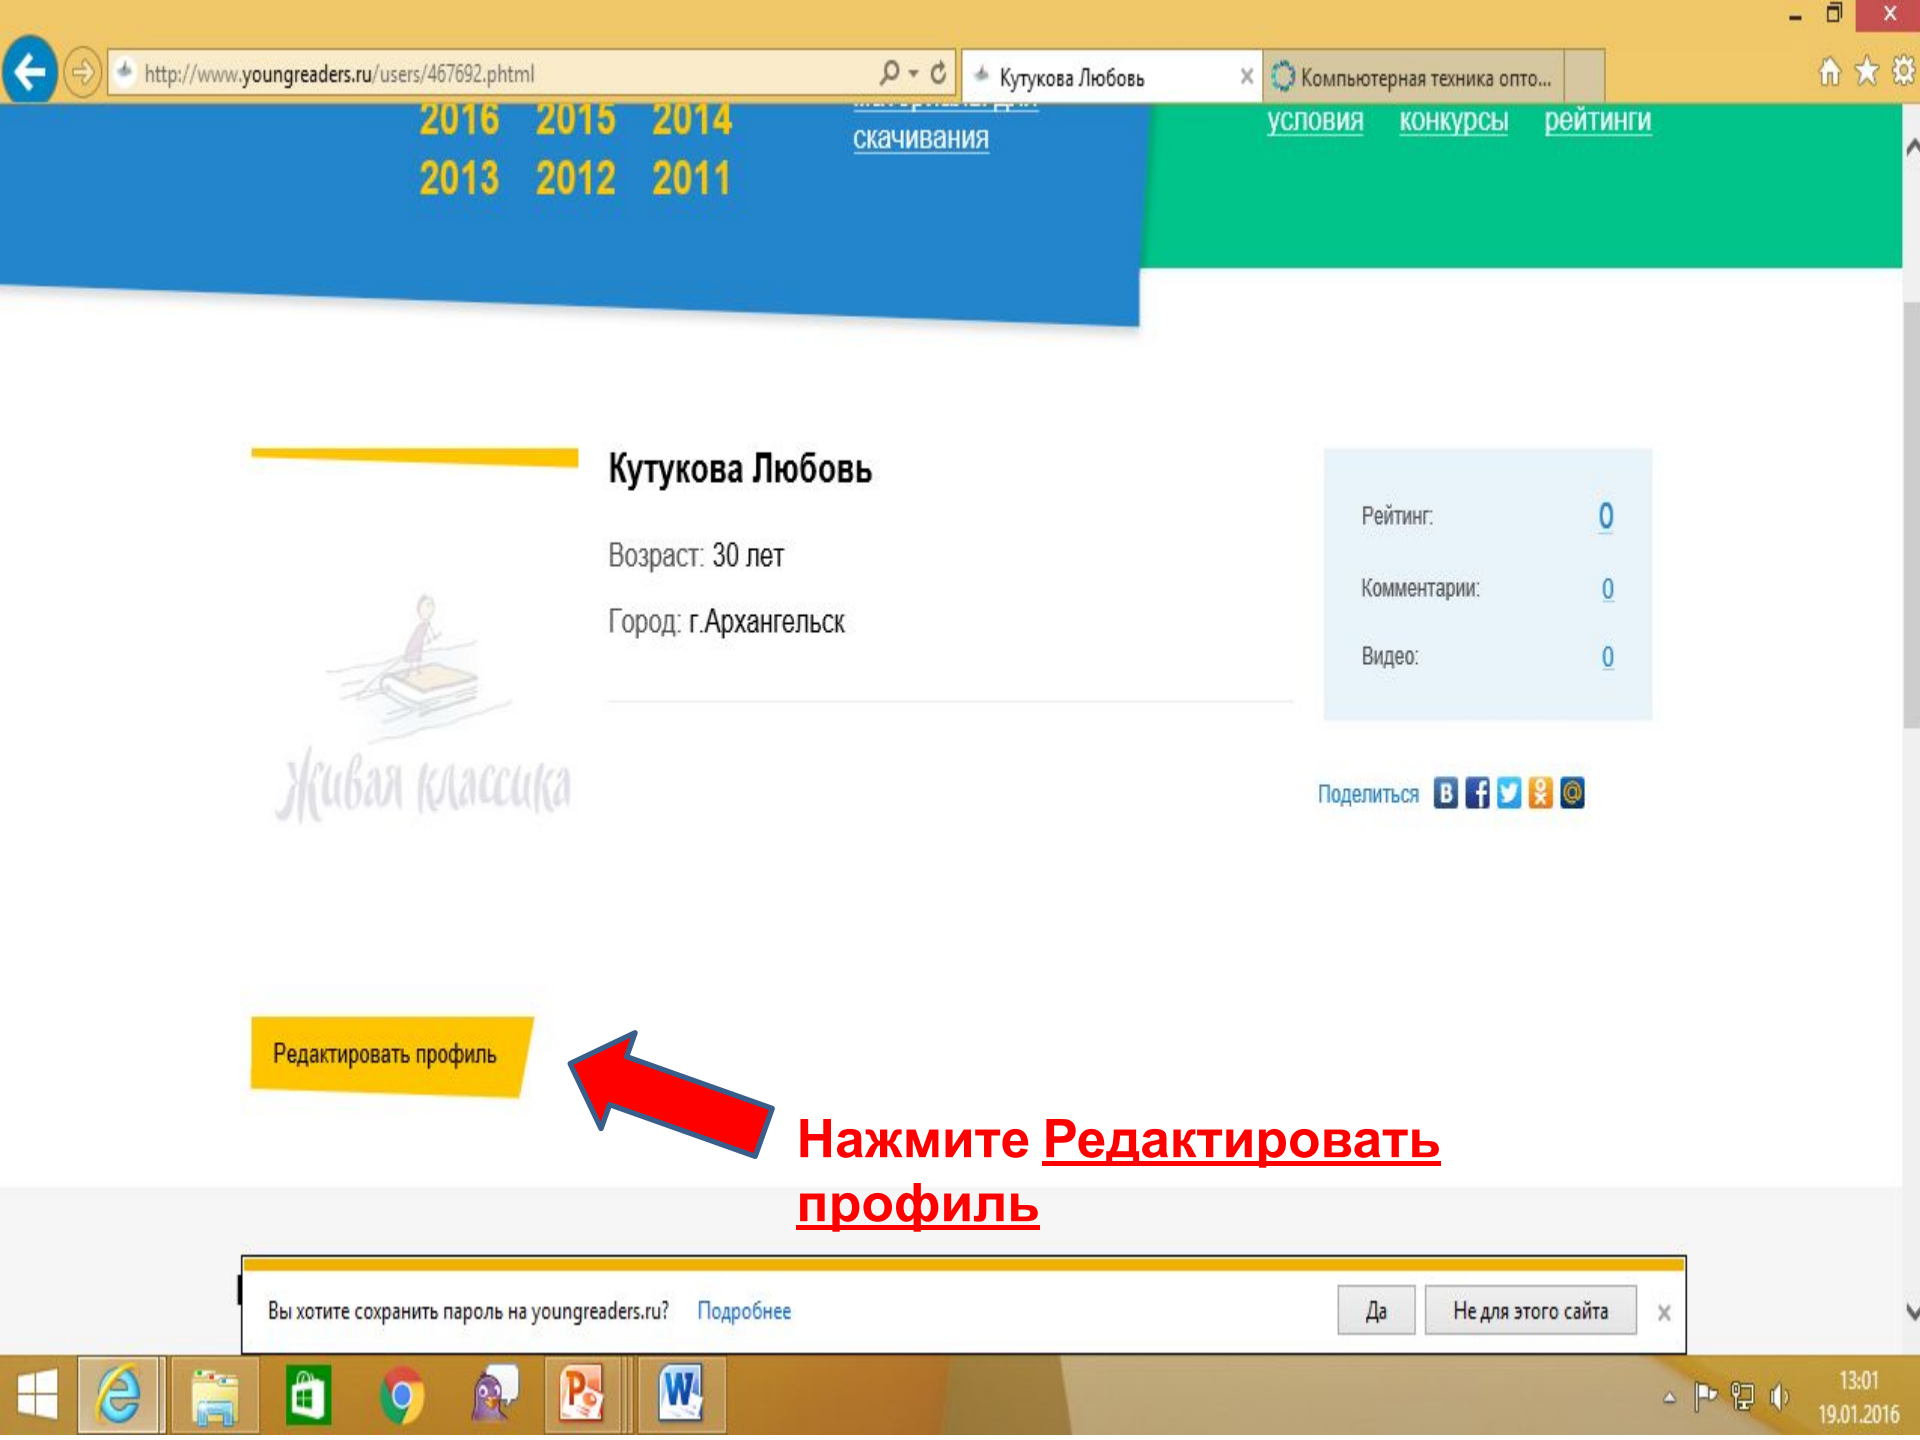 http://www.youngreaders.ru/users/467692.phtml
Кутукова Любовь
Компьютерная техника опто...
2016 2015 2014
2013 2012 2011
скачивания
условия конкурсы рейтинги
Кутукова Любовь
Возраст: 30 лет
Город: г.Архангельск
Живая классика
Рейтинг: 0
Комментарии: 0
Видео: 0
Поделиться
Редактировать профиль
Нажмите Редактировать
профиль
Вы хотите сохранить пароль на youngreaders.ru? Подробнее
Да
Не для этого сайта
13:01
19.01.2016